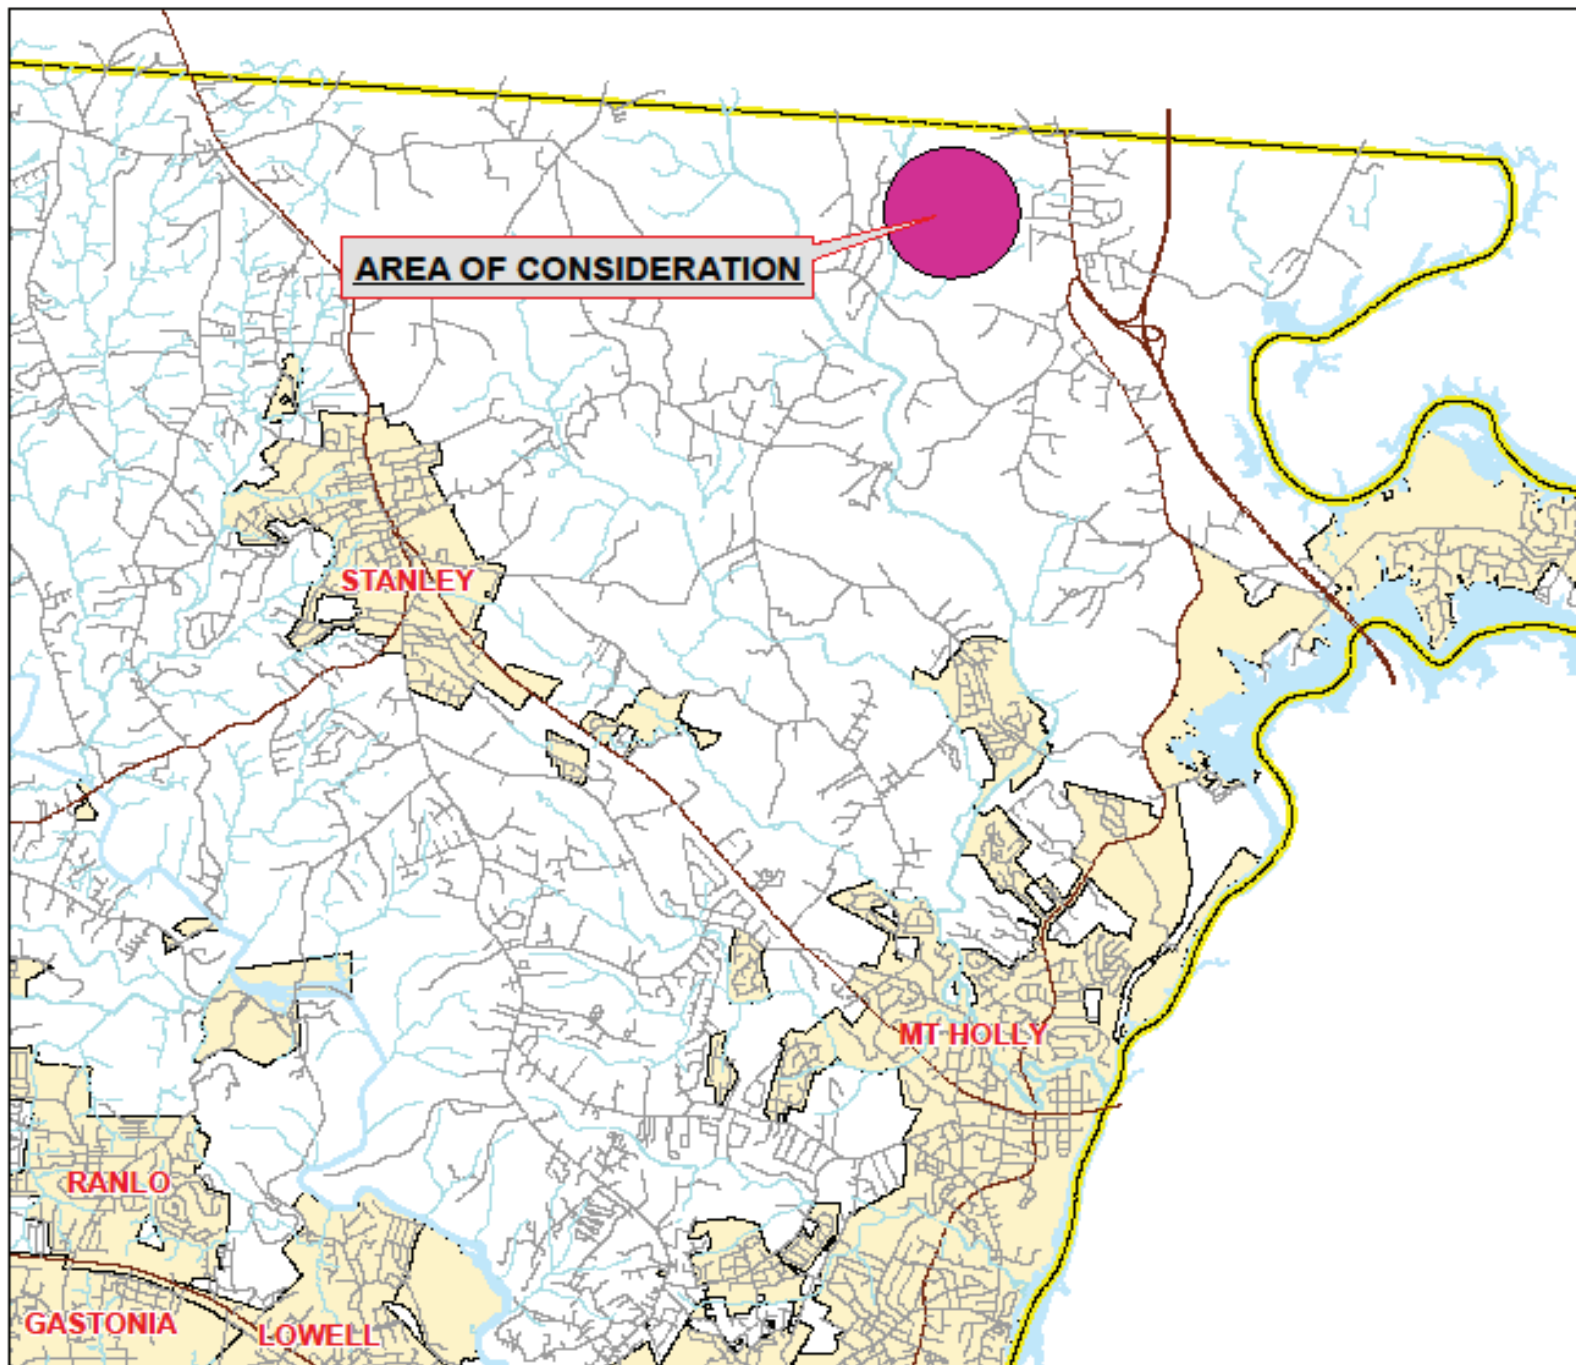 AREA OF CONSIDERATION
STANLEY
MT HOLLY
RANLO
GASTONIA
LOWELL